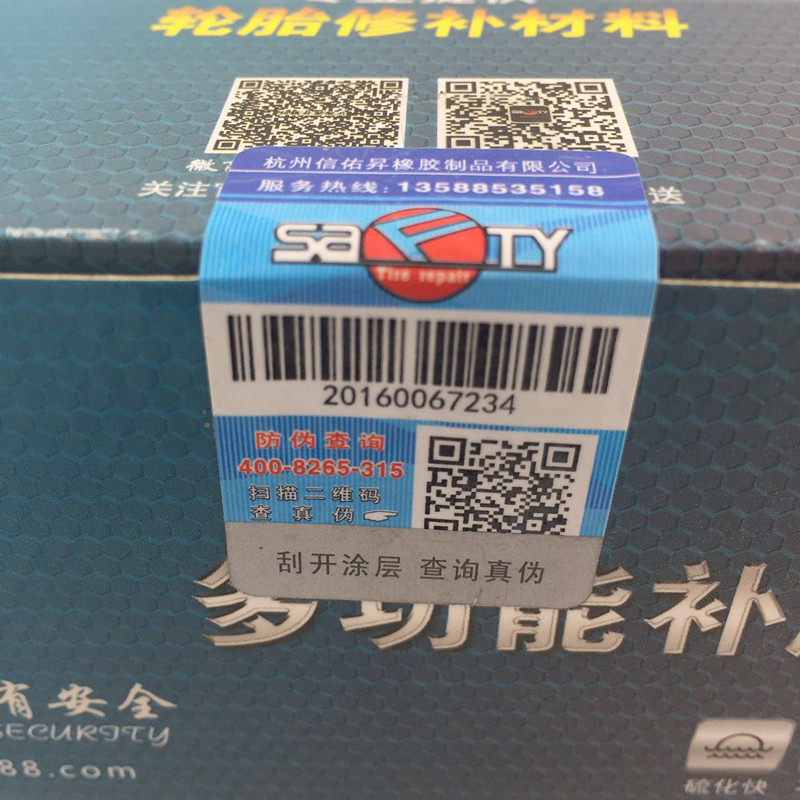 轮胎修补材料
微
关注官
送
杭州信佑昇橡胶制品有限公司
服务热线: 13588535158
Tire repair
20160067234
防伪查询
400-8265-315
扫描二维码
查真伪
刮开涂层 查询真伪
多功能补
有安全
SECURITY
88.com
硫化快